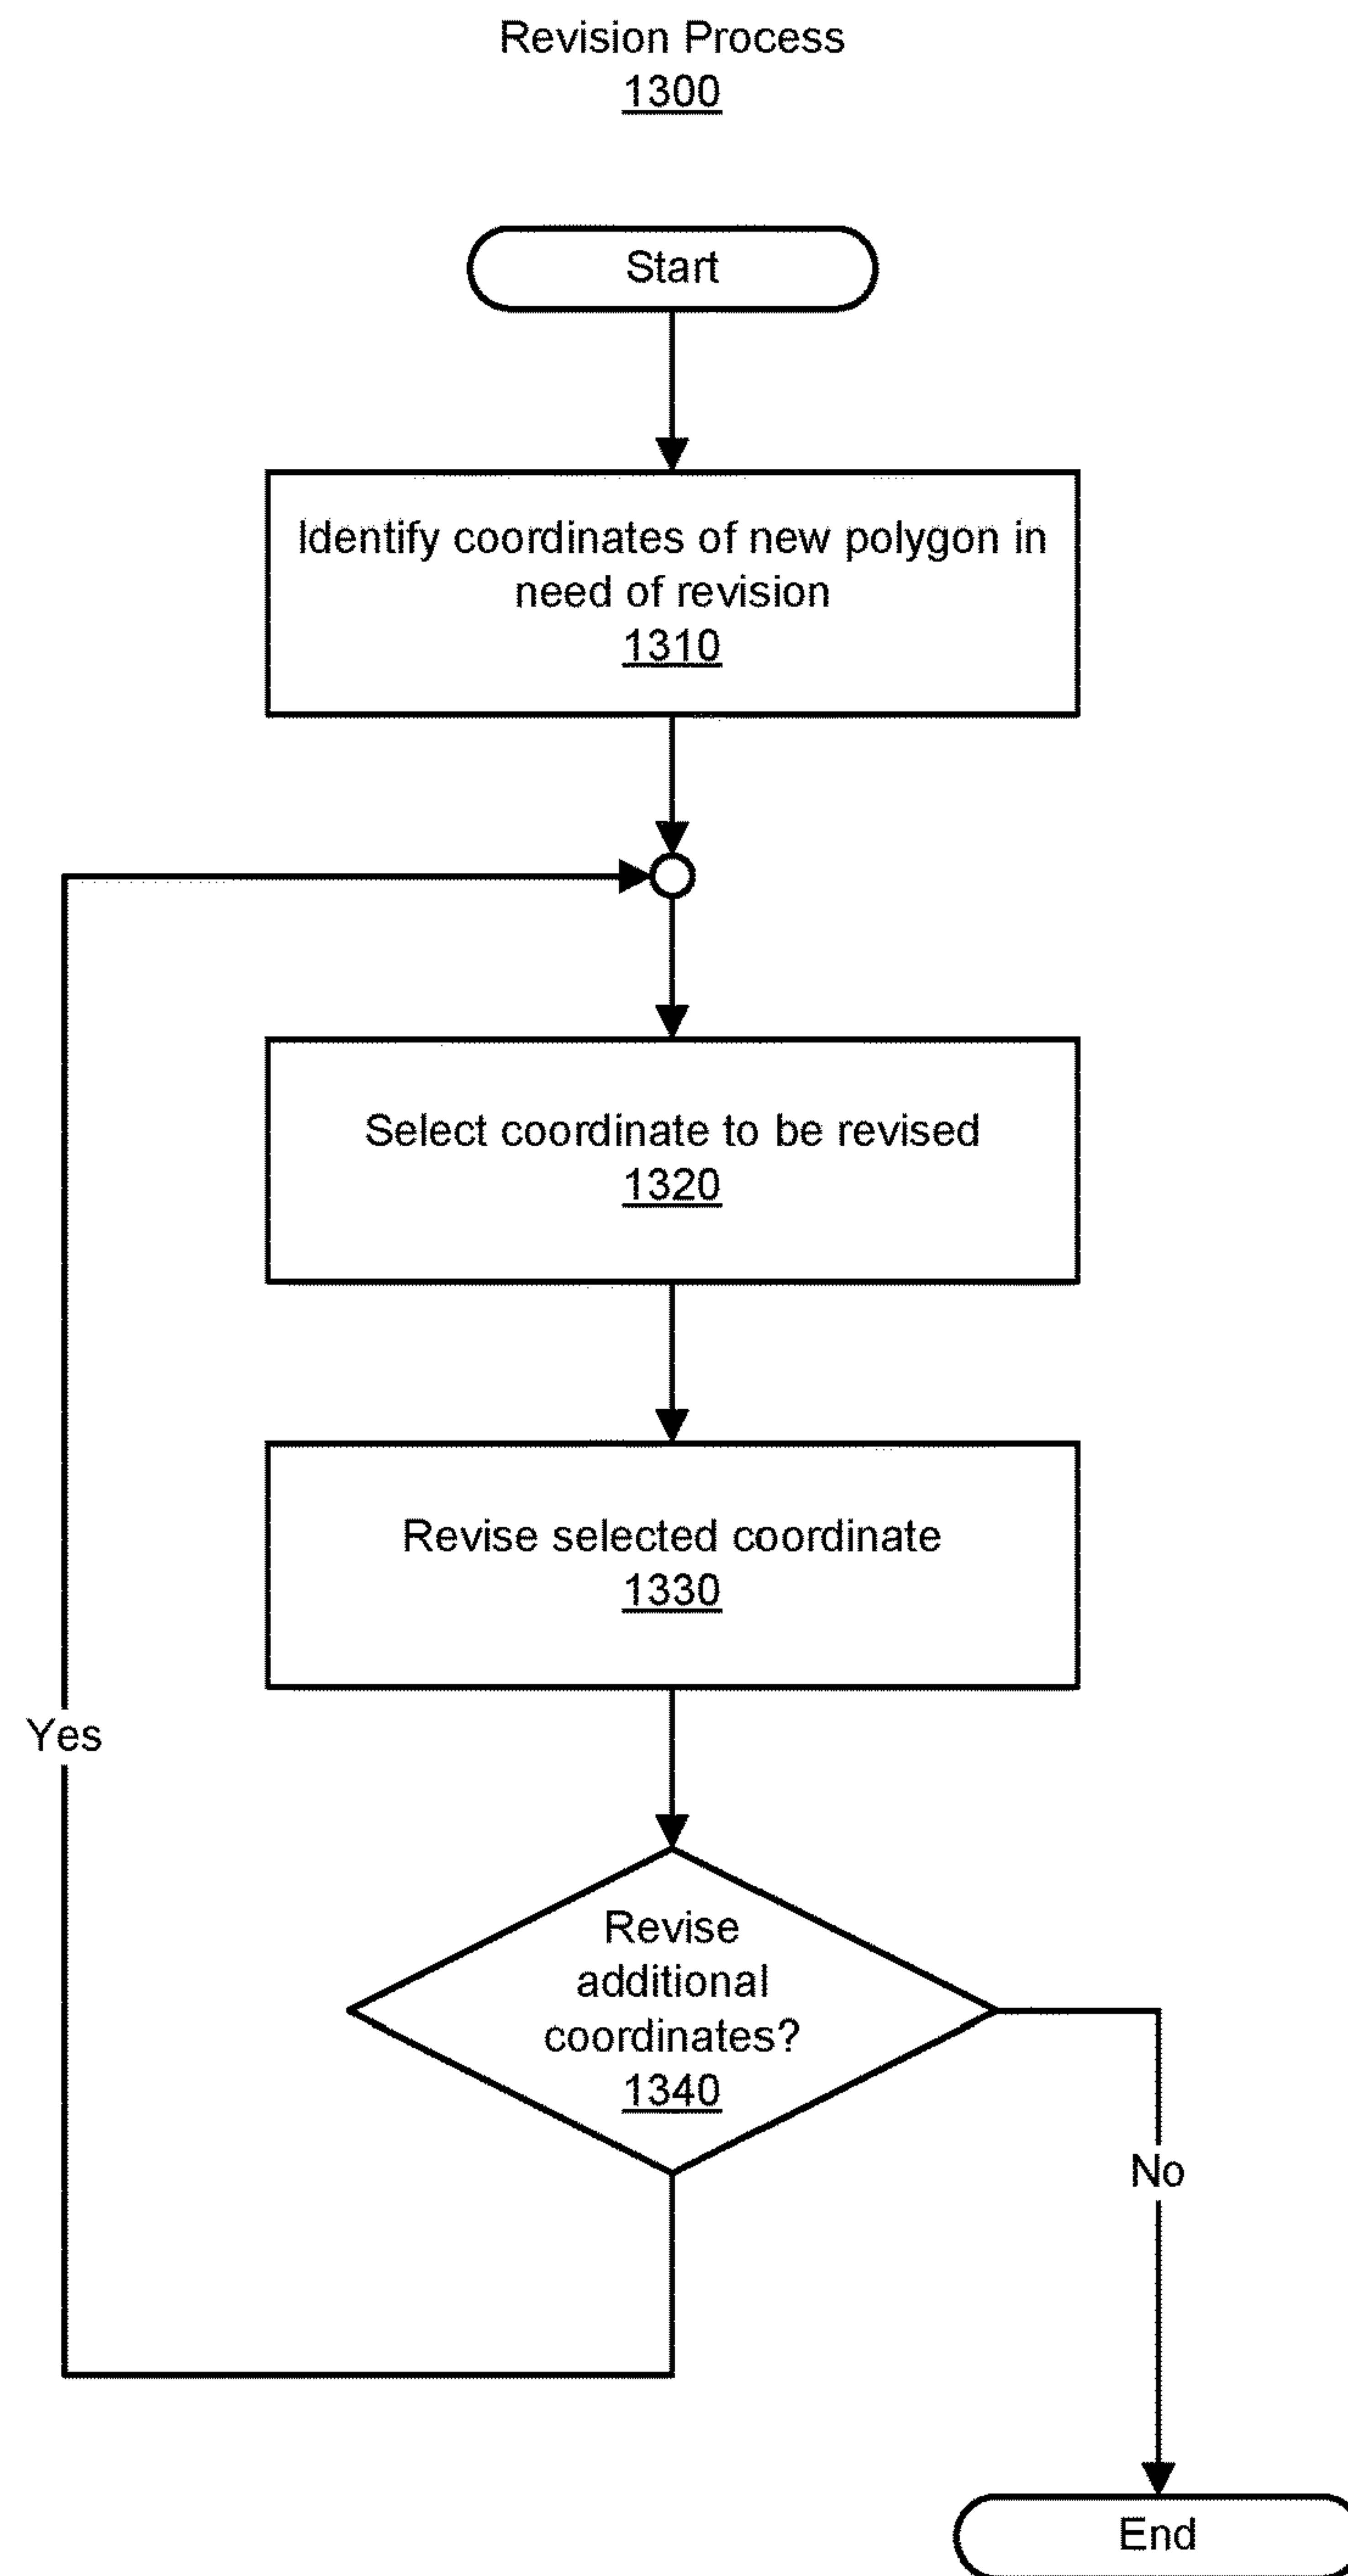 Revision Process
1300
Start
Identify coordinates of new polygon in
need of revision
1310
Select coordinate to be revised
1320
Revise selected coordinate
1330
Yes
Revise
additional
coordinates?
1340
No
End